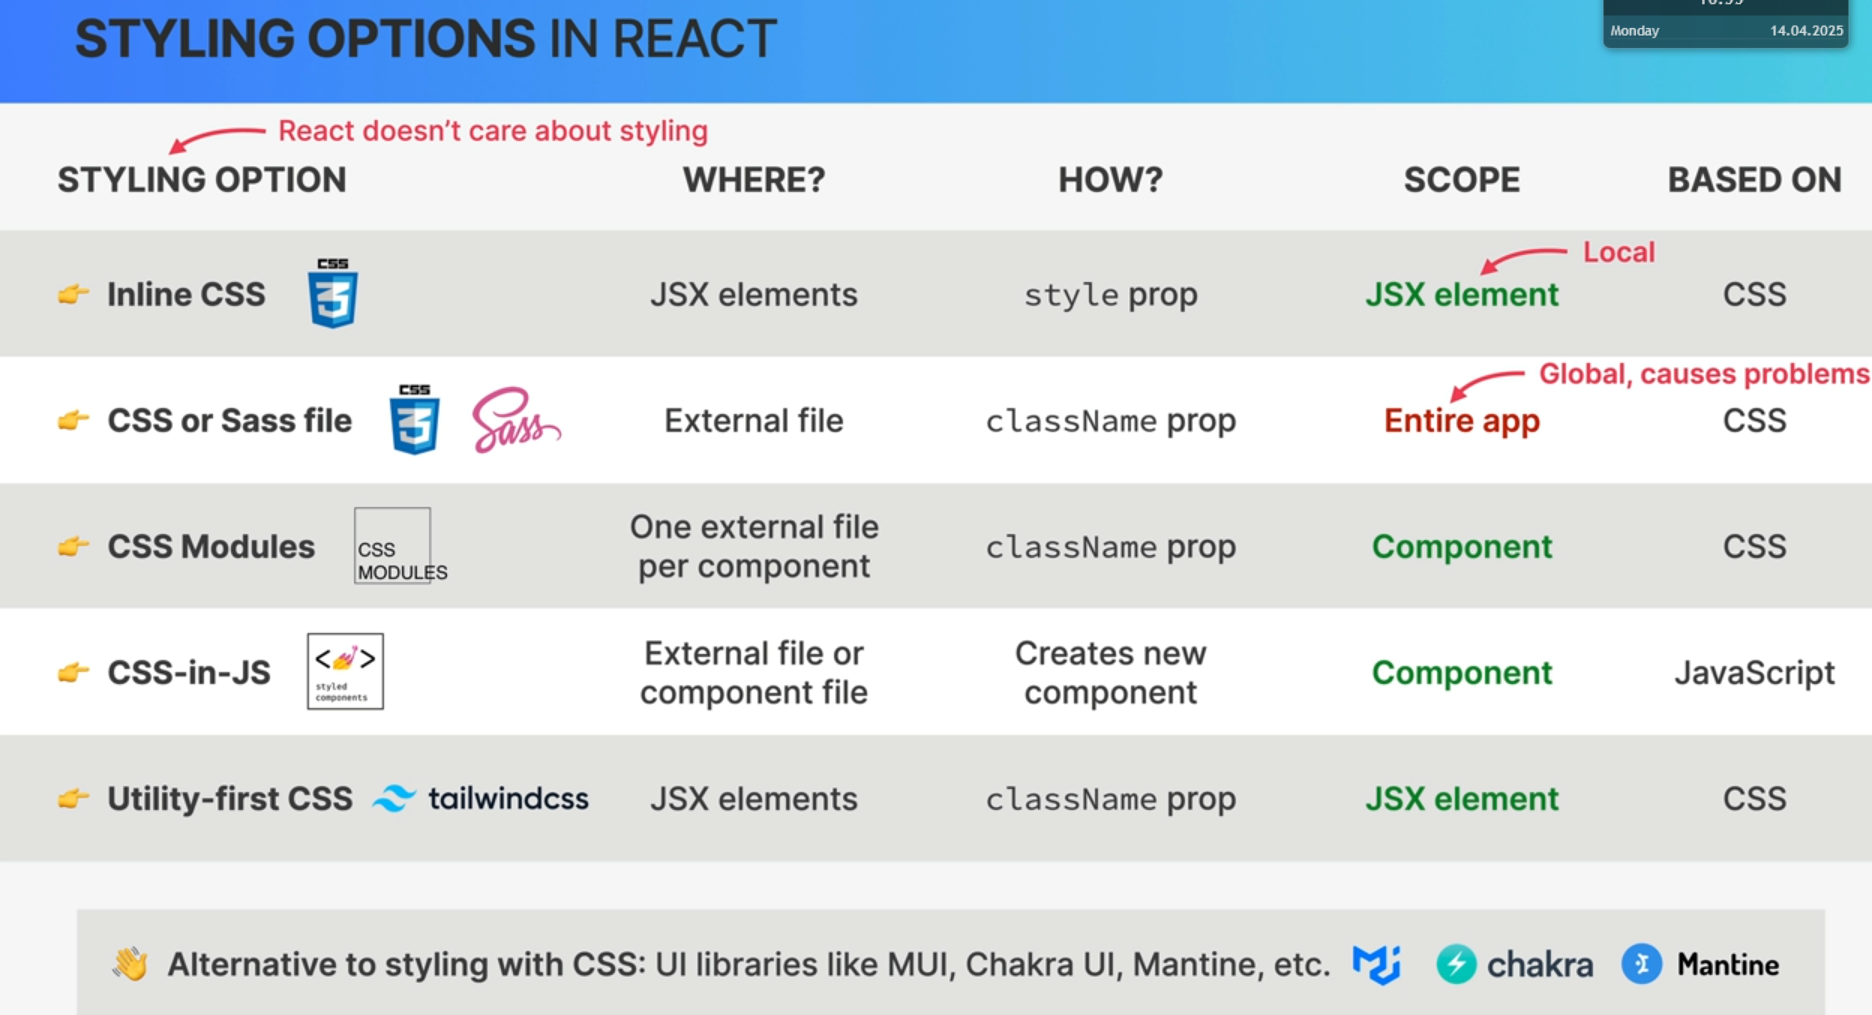 STYLING OPTIONS IN REACT
Monday 14.04.2025
React doesn't care about styling
STYLING OPTION WHERE? HOW? SCOPE BASED ON
Local
Inline CSS CSS JSX elements style prop JSX element CSS
Global, causes problems
CSS or Sass file CSS Sass External file className prop Entire app CSS
CSS Modules CSS MODULES One external file per component className prop Component CSS
CSS-in-JS <> styled components External file or component file Creates new component Component JavaScript
Utility-first CSS tailwindcss JSX elements className prop JSX element CSS
Alternative to styling with CSS: UI libraries like MUI, Chakra UI, Mantine, etc. chakra Mantine